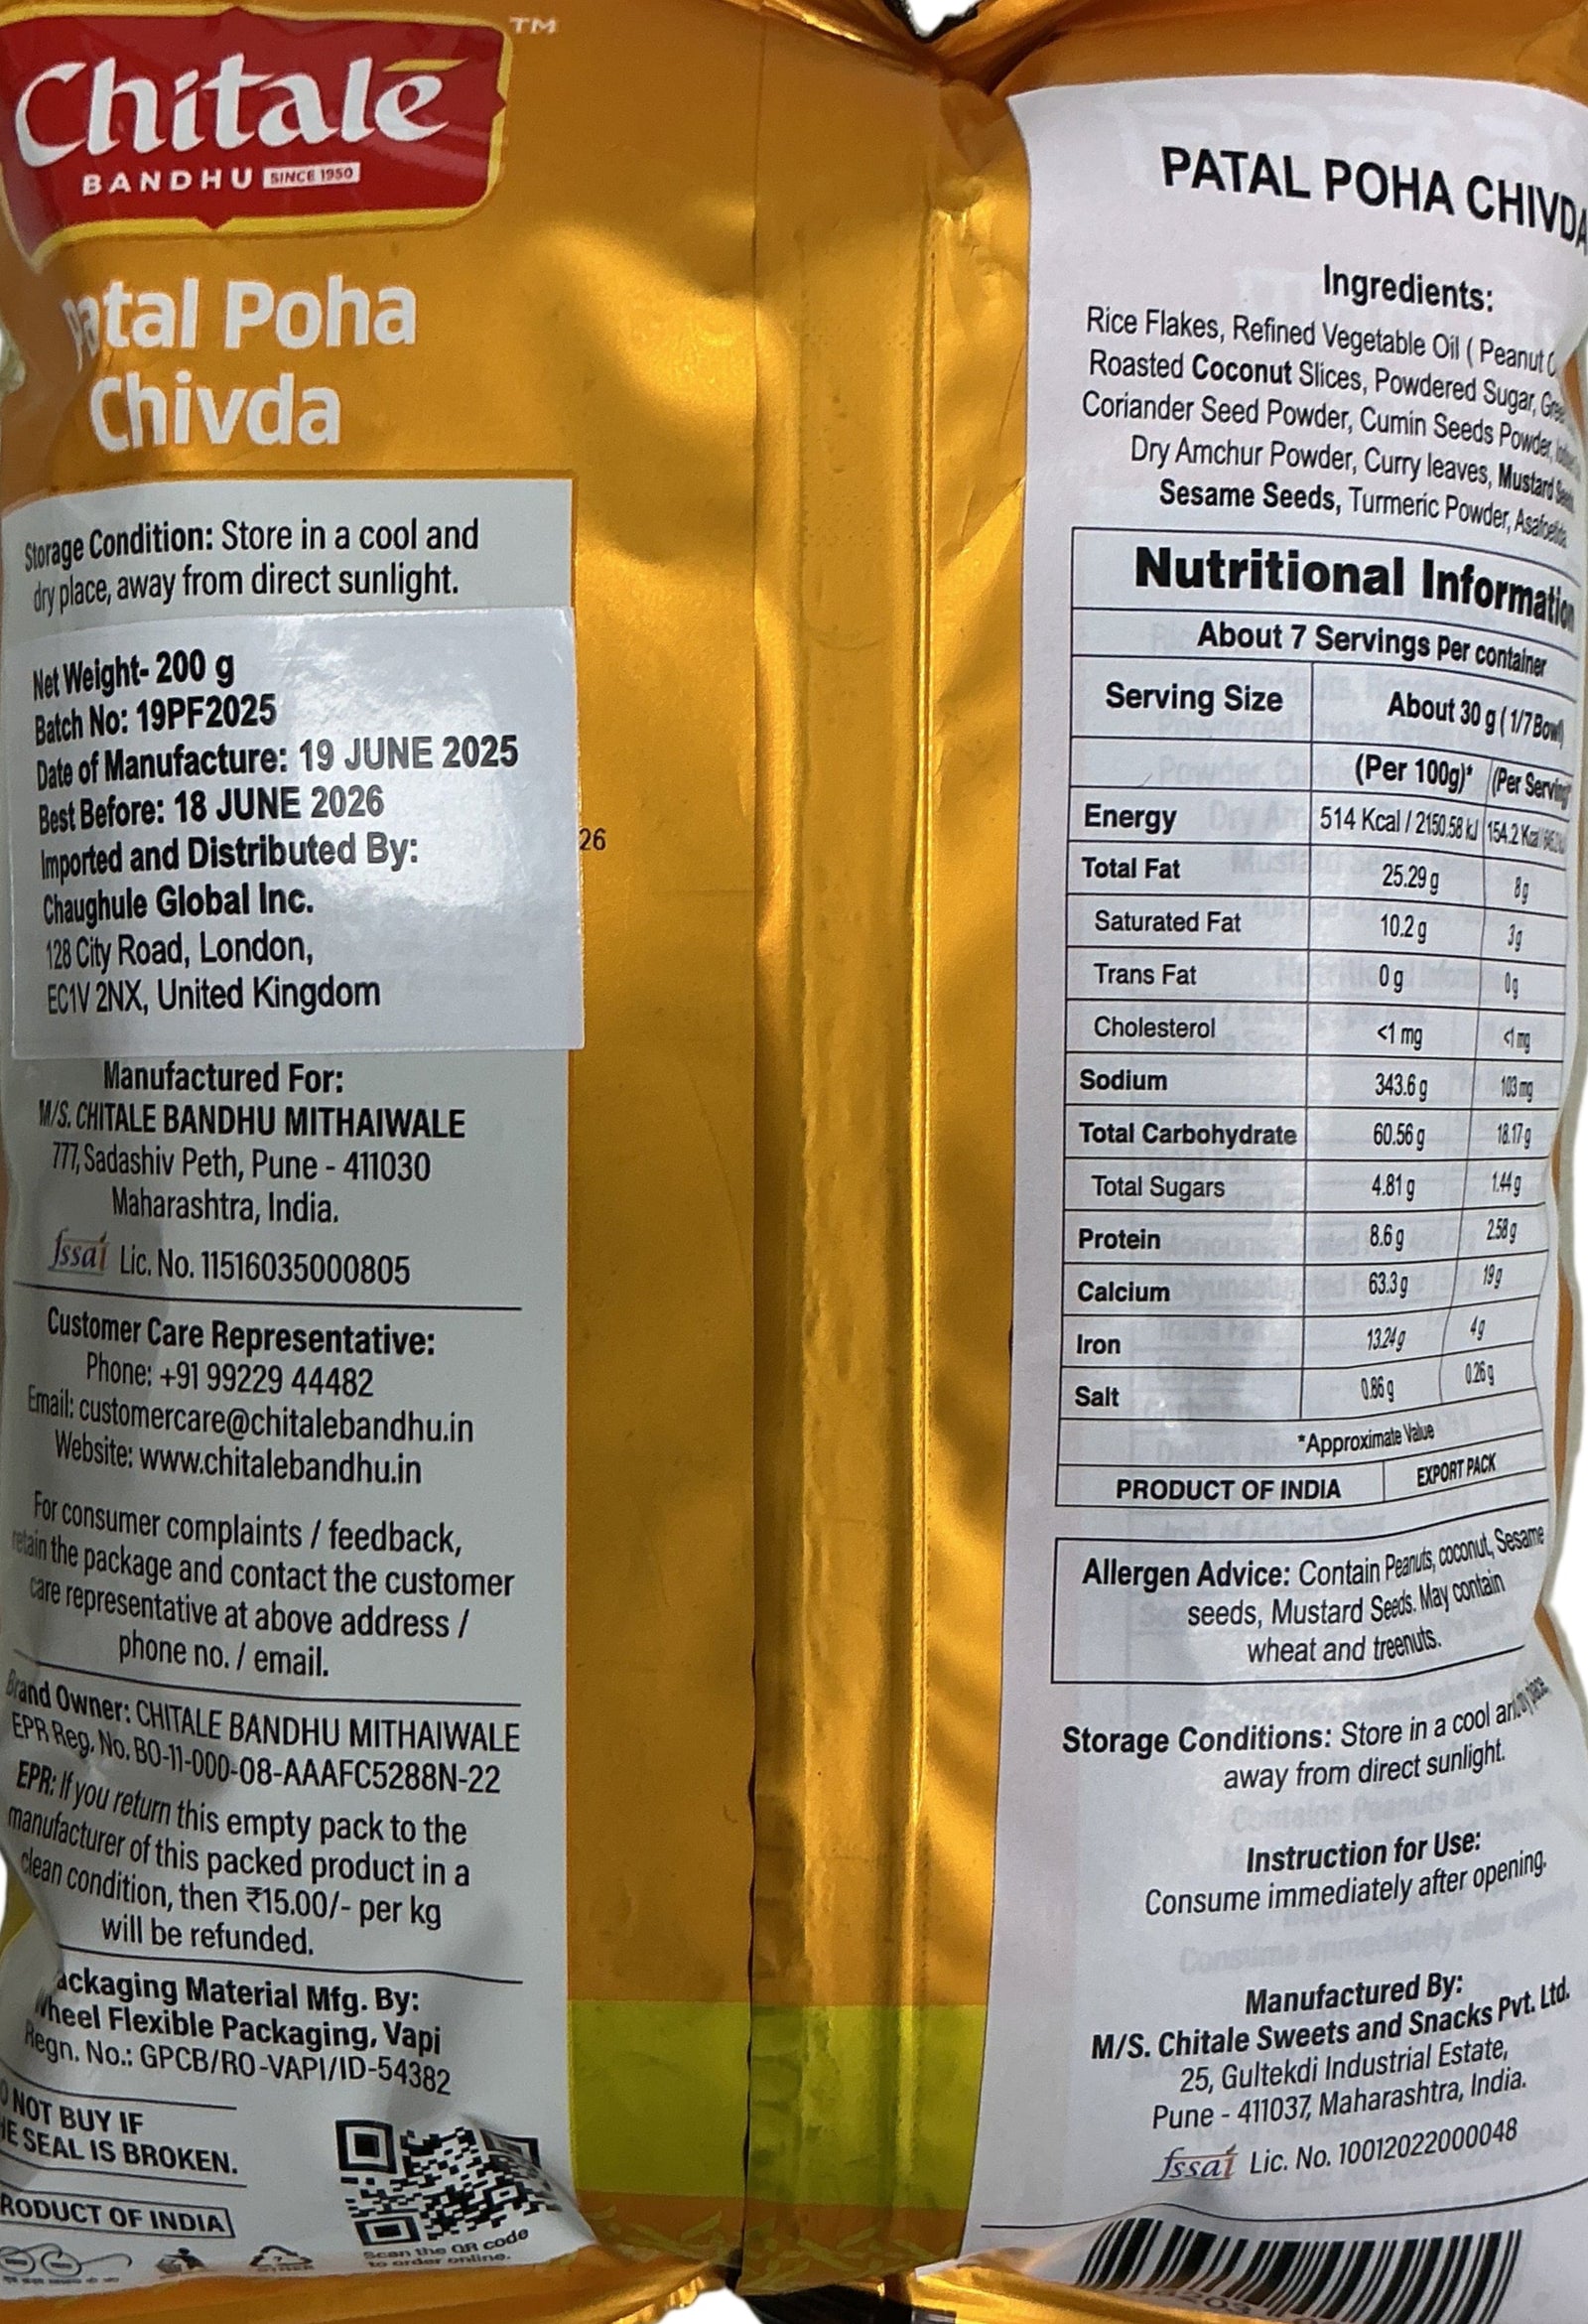 Chitalē
TM
BANDHU SINCE 1950
Patal Poha
Chivda
Storage Condition: Store in a cool and
dry place, away from direct sunlight.
Net Weight- 200 g
Batch No: 19PF2025
Date of Manufacture: 19 JUNE 2025
Best Before: 18 JUNE 2026
Imported and Distributed By:
Chaughule Global Inc.
128 City Road, London,
EC1V 2NX, United Kingdom
26
Manufactured For:
M/S. CHITALE BANDHU MITHAIWALE
777, Sadashiv Peth, Pune - 411030
Maharashtra, India.
fssai Lic. No. 11516035000805
Customer Care Representative:
Phone: +91 99229 44482
Email: customercare@chitalebandhu.in
Website: www.chitalebandhu.in
For consumer complaints / feedback,
retain the package and contact the customer
care representative at above address /
phone no. / email.
Brand Owner: CHITALE BANDHU MITHAIWALE
EPR Reg. No. BO-11-000-08-AAAFC5288N-22
EPR: If you return this empty pack to the
manufacturer of this packed product in a
clean condition, then ₹15.00/- per kg
will be refunded.
Packaging Material Mfg. By:
Wheel Flexible Packaging, Vapi
Regn. No.: GPCB/RO-VAPI/ID-54382
DO NOT BUY IF
THE SEAL IS BROKEN.
PRODUCT OF INDIA
Scan the QR code
to order online.
PATAL POHA CHIVDA
Ingredients:
Rice Flakes, Refined Vegetable Oil ( Peanut
Roasted Coconut Slices, Powdered Sugar,
Coriander Seed Powder, Cumin Seeds Powder,
Dry Amchur Powder, Curry leaves, Mustard Seeds
Sesame Seeds, Turmeric Powder, Asafoetida
Nutritional Information
About 7 Servings Per container
Serving Size About 30 g ( 1/7 Bowl)
(Per 100g)* (Per Serving)*
Energy 514 Kcal / 2150.58 kJ 154.2 Kcal
Total Fat 25.29 g 8g
Saturated Fat 10.2 g 3g
Trans Fat 0 g 0g
Cholesterol <1 mg <1 mg
Sodium 343.6 g 103 mg
Total Carbohydrate 60.56 g 18.17 g
Total Sugars 4.81 g 1.44 g
Protein 8.6 g 2.58 g
Calcium 63.3 g 19 g
Iron 13.24 g 4g
Salt 0.86 g 0.26 g
*Approximate Value
PRODUCT OF INDIA EXPORT PACK
Allergen Advice: Contain Peanuts, coconut, Sesame
seeds, Mustard Seeds. May contain
wheat and treenuts.
Storage Conditions: Store in a cool and dry place,
away from direct sunlight.
Instruction for Use:
Consume immediately after opening.
Manufactured By:
M/S. Chitale Sweets and Snacks Pvt. Ltd.
25, Gultekdi Industrial Estate,
Pune - 411037, Maharashtra, India.
fssai Lic. No. 10012022000048